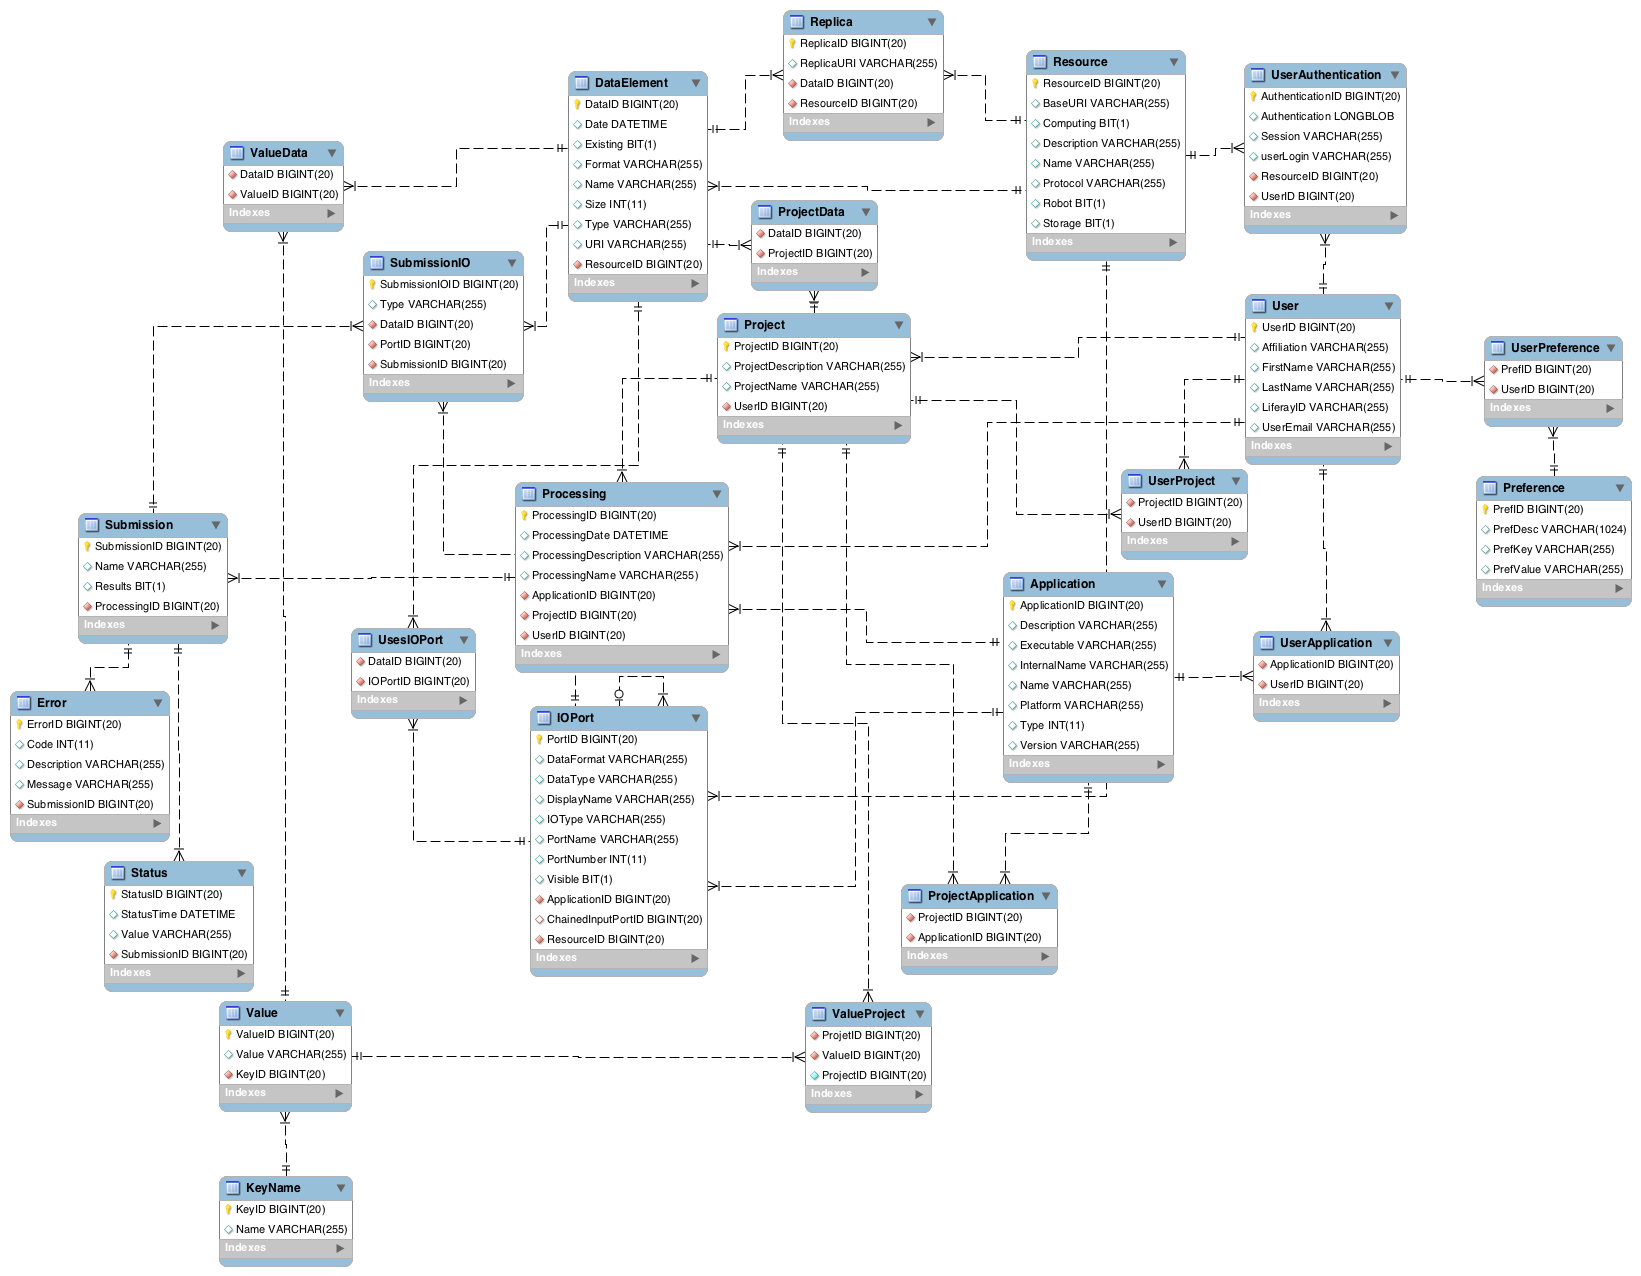 Replica
ReplicaID BIGINT(20)
ReplicaURI VARCHAR(255)
DataID BIGINT(20)
ResourceID BIGINT(20)
Indexes
Resource
ResourceID BIGINT(20)
BaseURI VARCHAR(255)
Computing BIT(1)
Description VARCHAR(255)
Name VARCHAR(255)
Protocol VARCHAR(255)
Robot BIT(1)
Storage BIT(1)
Indexes
UserAuthentication
AuthenticationID BIGINT(20)
Authentication LONGBLOB
Session VARCHAR(255)
userLogin VARCHAR(255)
ResourceID BIGINT(20)
UserID BIGINT(20)
Indexes
DataElement
DataID BIGINT(20)
Date DATETIME
Existing BIT(1)
Format VARCHAR(255)
Name VARCHAR(255)
Size INT(11)
Type VARCHAR(255)
URI VARCHAR(255)
ResourceID BIGINT(20)
Indexes
ValueData
DataID BIGINT(20)
ValueID BIGINT(20)
Indexes
ProjectData
DataID BIGINT(20)
ProjectID BIGINT(20)
Indexes
SubmissionIO
SubmissionIOID BIGINT(20)
Type VARCHAR(255)
DataID BIGINT(20)
PortID BIGINT(20)
SubmissionID BIGINT(20)
Indexes
Project
ProjectID BIGINT(20)
ProjectDescription VARCHAR(255)
ProjectName VARCHAR(255)
UserID BIGINT(20)
Indexes
User
UserID BIGINT(20)
Affiliation VARCHAR(255)
FirstName VARCHAR(255)
LastName VARCHAR(255)
LiferayID VARCHAR(255)
UserEmail VARCHAR(255)
Indexes
UserPreference
PrefID BIGINT(20)
UserID BIGINT(20)
Indexes
UserProject
ProjectID BIGINT(20)
UserID BIGINT(20)
Indexes
Preference
PrefID BIGINT(20)
PrefDesc VARCHAR(1024)
PrefKey VARCHAR(255)
PrefValue VARCHAR(255)
Indexes
Processing
ProcessingID BIGINT(20)
ProcessingDate DATETIME
ProcessingDescription VARCHAR(255)
ProcessingName VARCHAR(255)
ApplicationID BIGINT(20)
ProjectID BIGINT(20)
UserID BIGINT(20)
Indexes
Submission
SubmissionID BIGINT(20)
Name VARCHAR(255)
Results BIT(1)
ProcessingID BIGINT(20)
Indexes
Application
ApplicationID BIGINT(20)
Description VARCHAR(255)
Executable VARCHAR(255)
InternalName VARCHAR(255)
Name VARCHAR(255)
Platform VARCHAR(255)
Type INT(11)
Version VARCHAR(255)
Indexes
UsesIOPort
DataID BIGINT(20)
IOPortID BIGINT(20)
Indexes
UserApplication
ApplicationID BIGINT(20)
UserID BIGINT(20)
Indexes
Error
ErrorID BIGINT(20)
Code INT(11)
Description VARCHAR(255)
Message VARCHAR(255)
SubmissionID BIGINT(20)
Indexes
IOPort
PortID BIGINT(20)
DataFormat VARCHAR(255)
DataType VARCHAR(255)
DisplayName VARCHAR(255)
IOType VARCHAR(255)
PortName VARCHAR(255)
PortNumber INT(11)
Visible BIT(1)
ApplicationID BIGINT(20)
ChainedInputPortID BIGINT(20)
ResourceID BIGINT(20)
Indexes
Status
StatusID BIGINT(20)
StatusTime DATETIME
Value VARCHAR(255)
SubmissionID BIGINT(20)
Indexes
ProjectApplication
ProjectID BIGINT(20)
ApplicationID BIGINT(20)
Indexes
Value
ValueID BIGINT(20)
Value VARCHAR(255)
KeyID BIGINT(20)
Indexes
ValueProject
ProjetID BIGINT(20)
ValueID BIGINT(20)
ProjectID BIGINT(20)
Indexes
KeyName
KeyID BIGINT(20)
Name VARCHAR(255)
Indexes